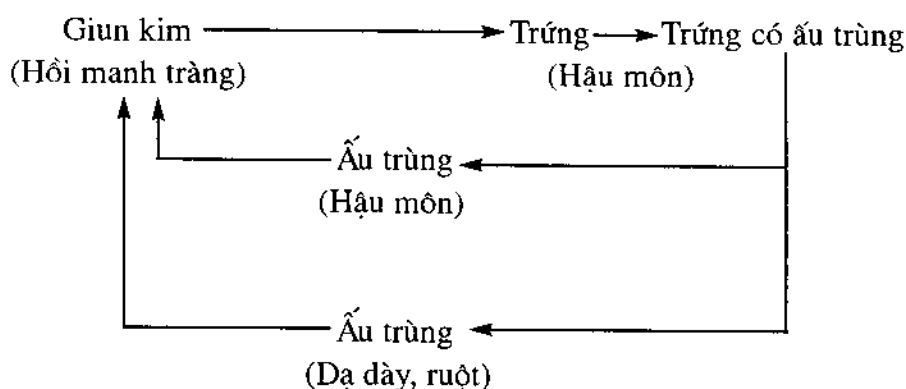 Giun kim Trứng Trứng có ấu trùng
(Hồi manh tràng) (Hậu môn)
Ấu trùng
(Hậu môn)
Ấu trùng
(Dạ dày, ruột)